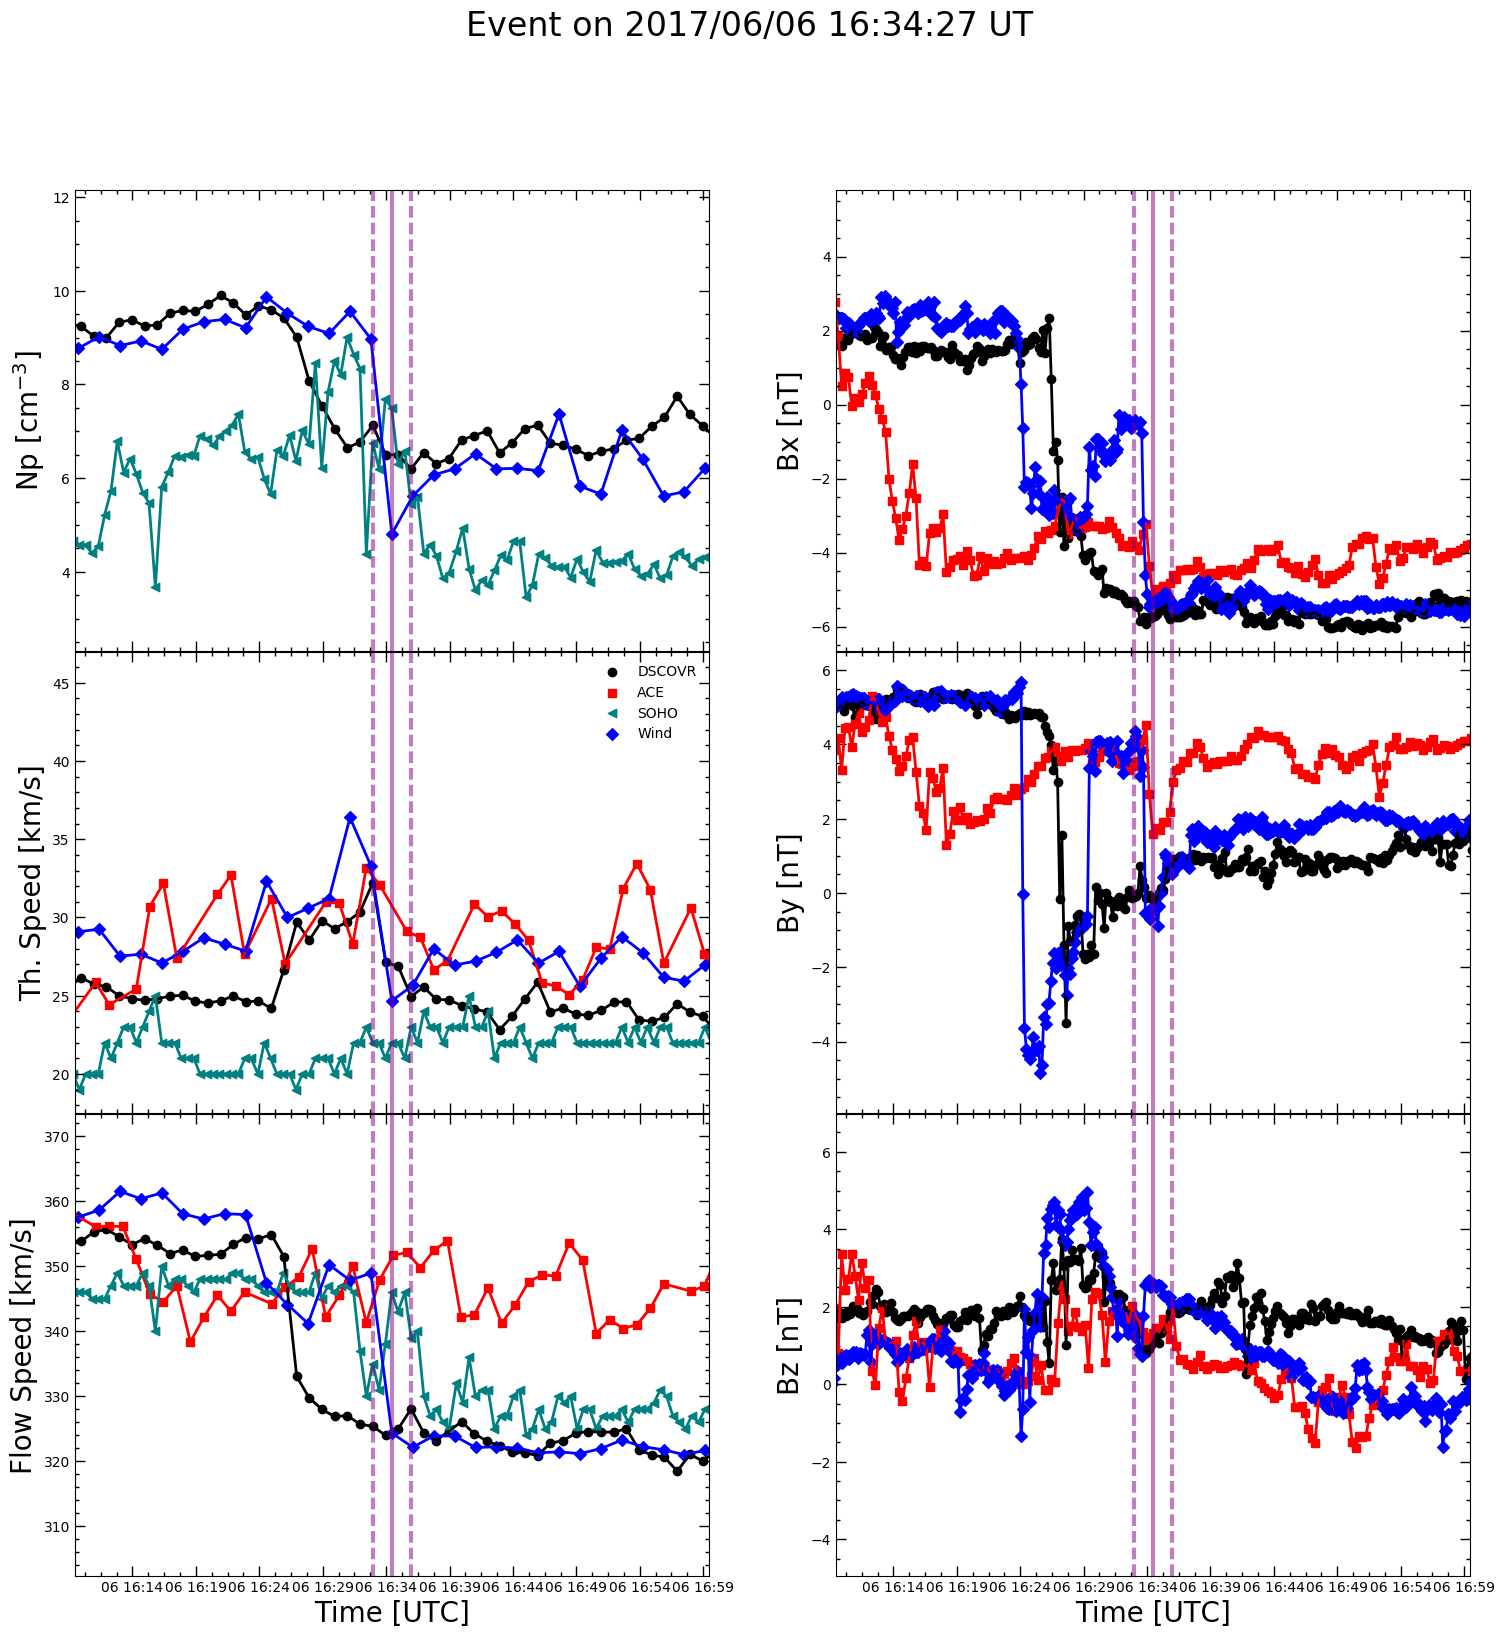 Event on 2017/06/06 16:34:27 UT
12
10
8
6
4
Np [cm⁻³]
4
2
0
−2
−4
−6
Bx [nT]
45
40
35
30
25
20
Th. Speed [km/s]
DSCOVR
ACE
SOHO
Wind
6
4
2
0
−2
−4
By [nT]
370
360
350
340
330
320
310
Flow Speed [km/s]
06 16:14 06 16:19 06 16:24 06 16:29 06 16:34 06 16:39 06 16:44 06 16:49 06 16:54 06 16:59
Time [UTC]
6
4
2
0
−2
−4
Bz [nT]
06 16:14 06 16:19 06 16:24 06 16:29 06 16:34 06 16:39 06 16:44 06 16:49 06 16:54 06 16:59
Time [UTC]